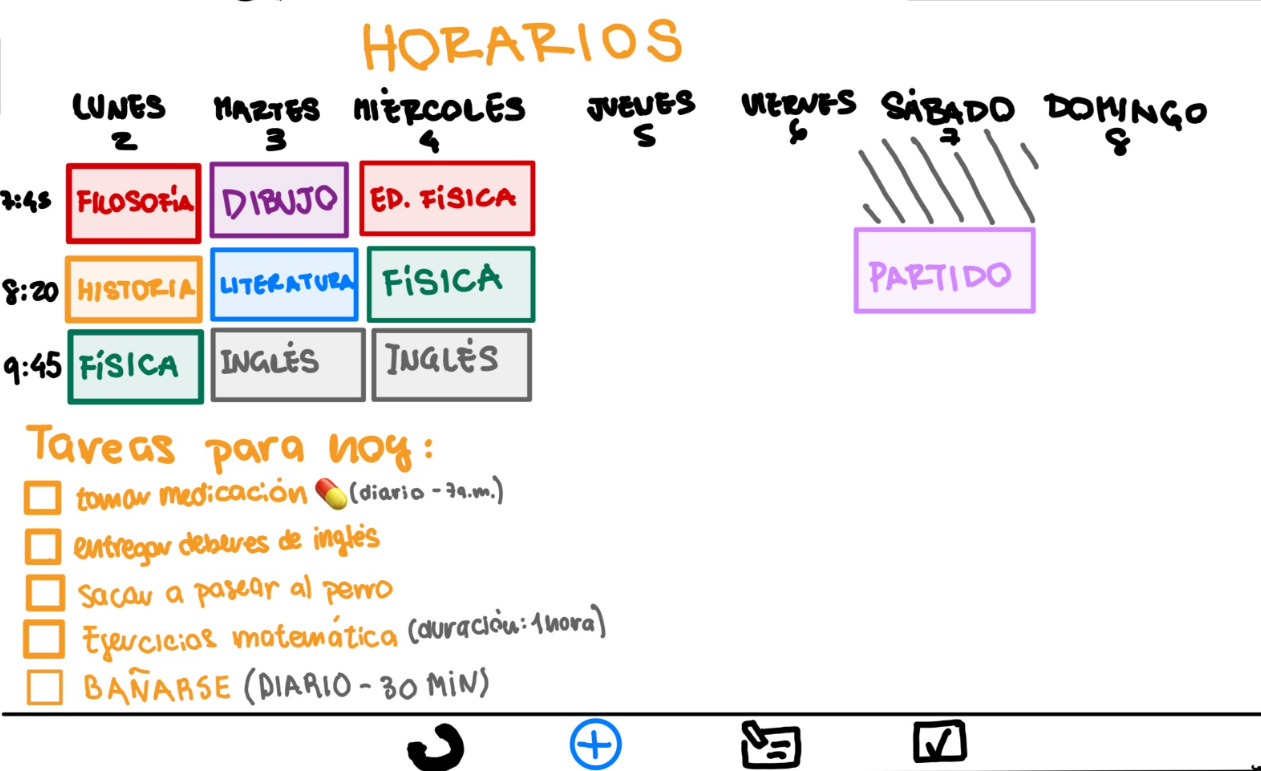 HORARIOS
LUNES MARTES MIÉRCOLES JUEVES VIERNES SÁBADO DOMINGO
2 3 4 5 6 7 8
7:45 FILOSOFÍA DIBUJO ED. FÍSICA
8:20 HISTORIA LITERATURA FÍSICA PARTIDO
9:45 FÍSICA INGLÉS INGLÉS
Tareas para hoy:
tomar medicación (diario - 7a.m.)
entregar deberes de inglés
sacar a pasear al perro
Ejercicios matemática (duración: 1 hora)
BAÑARSE (DIARIO - 30 MIN)